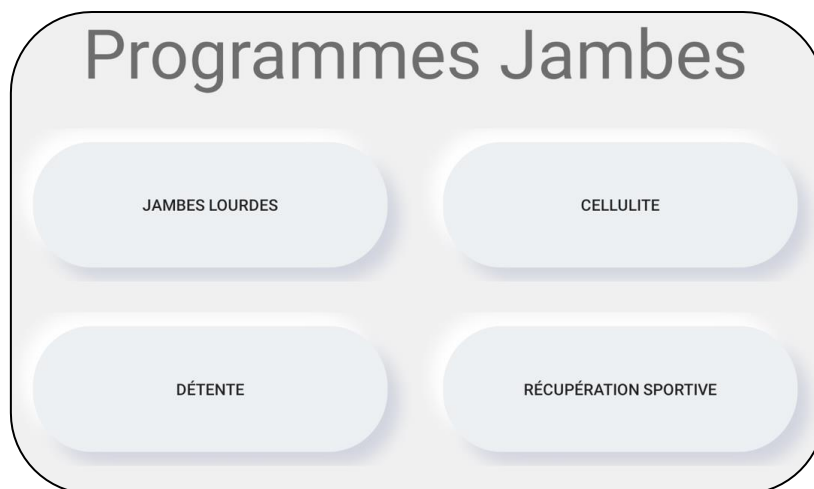 Programmes Jambes
JAMBES LOURDES
CELLULITE
DÉTENTE
RÉCUPÉRATION SPORTIVE